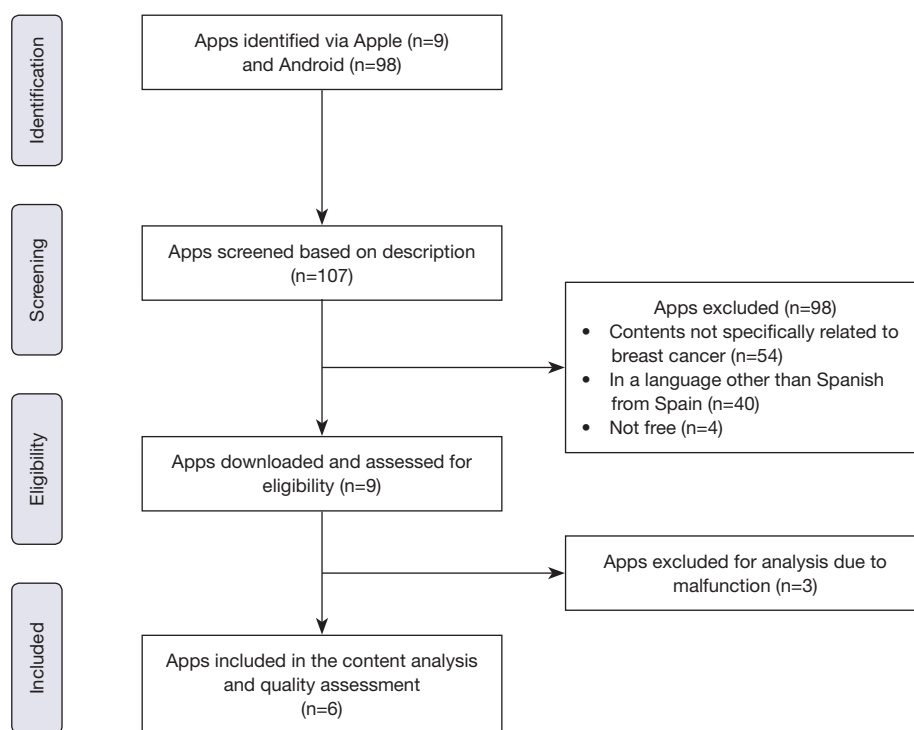 Identification
Apps identified via Apple (n=9)
and Android (n=98)
Screening
Apps screened based on description
(n=107)
Apps excluded (n=98)
• Contents not specifically related to
breast cancer (n=54)
• In a language other than Spanish
from Spain (n=40)
• Not free (n=4)
Eligibility
Apps downloaded and assessed for
eligibility (n=9)
Apps excluded for analysis due to
malfunction (n=3)
Included
Apps included in the content analysis
and quality assessment
(n=6)